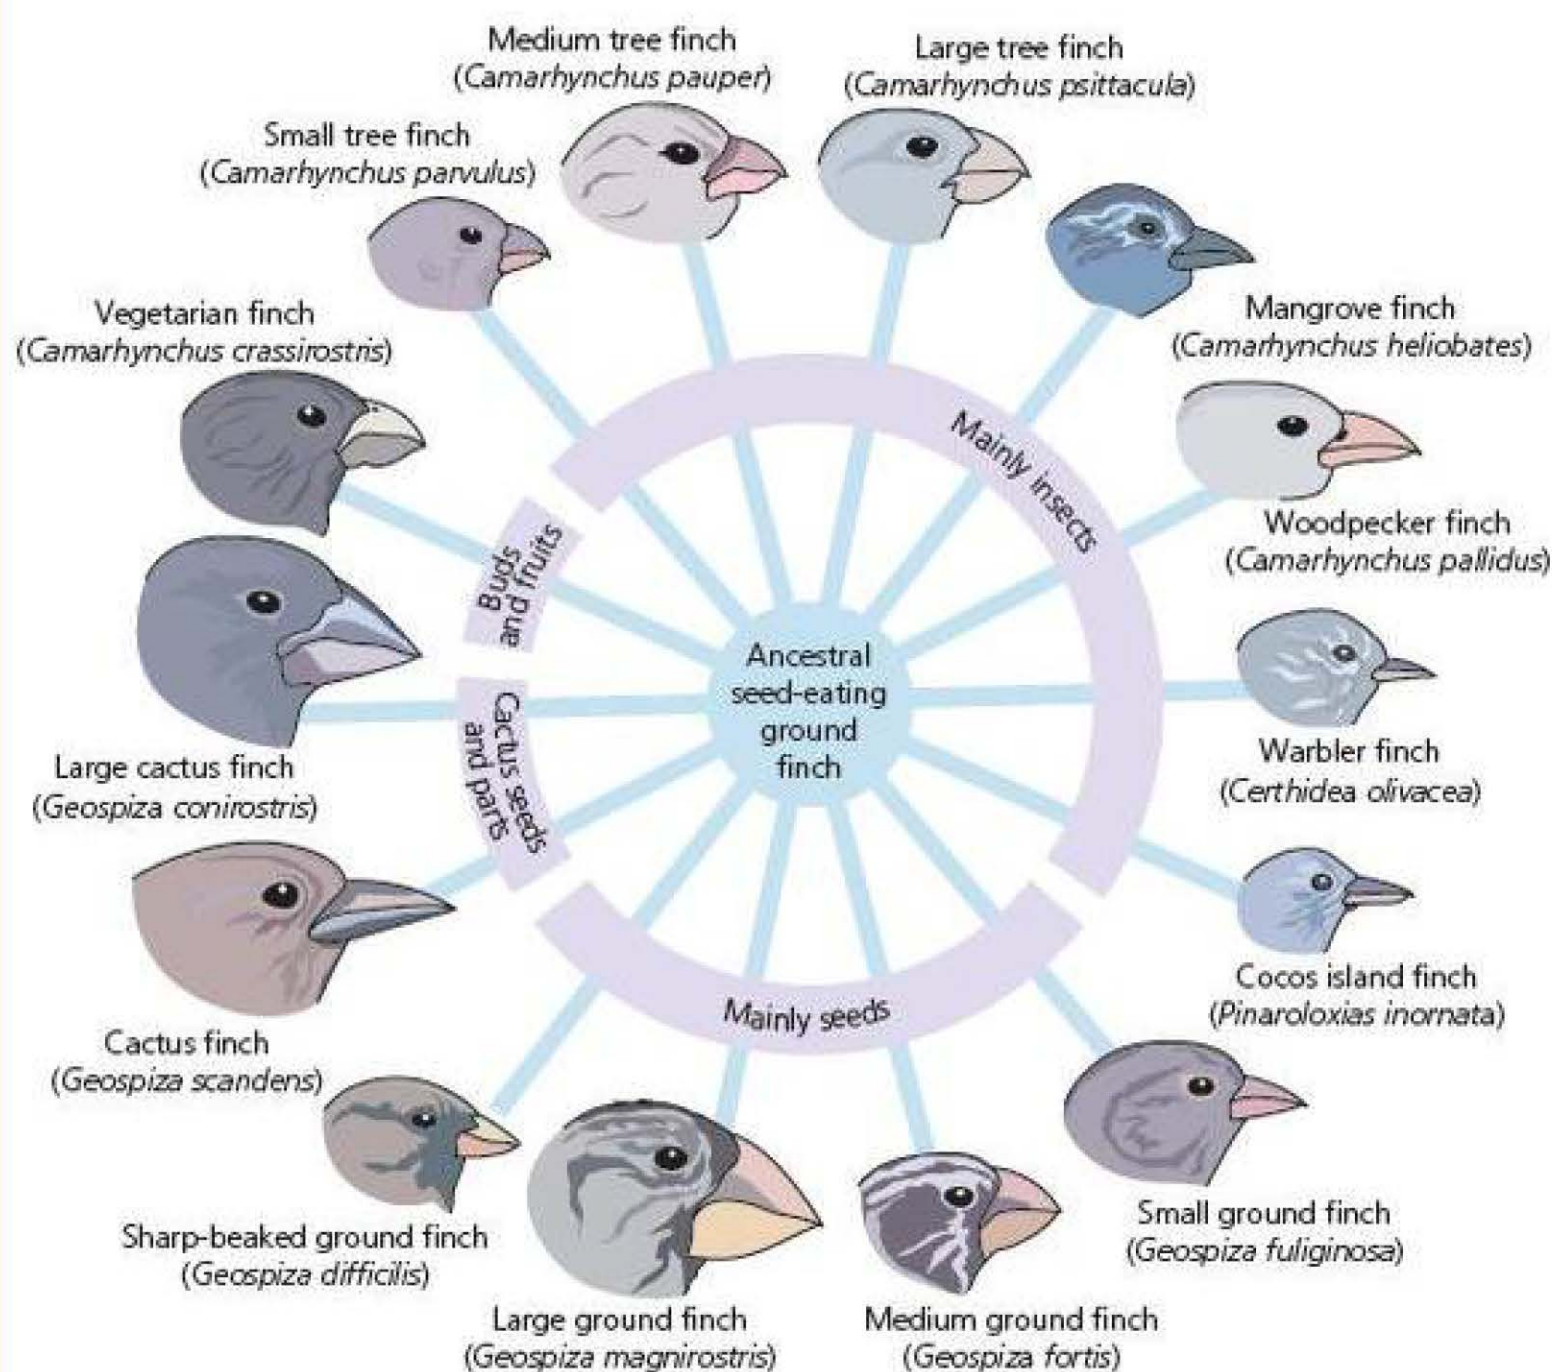 Medium tree finch
(Camarhynchus pauper)
Large tree finch
(Camarhynchus psittacula)
Small tree finch
(Camarhynchus parvulus)
Vegetarian finch
(Camarhynchus crassirostris)
Mangrove finch
(Camarhynchus heliobates)
Mainly insects
Woodpecker finch
(Camarhynchus pallidus)
Buds
and fruits
Ancestral
seed-eating
ground
finch
Cactus seeds
and parts
Large cactus finch
(Geospiza conirostris)
Warbler finch
(Certhidea olivacea)
Cocos island finch
(Pinaroloxias inornata)
Mainly seeds
Cactus finch
(Geospiza scandens)
Sharp-beaked ground finch
(Geospiza difficilis)
Small ground finch
(Geospiza fuliginosa)
Large ground finch
(Geospiza magnirostris)
Medium ground finch
(Geospiza fortis)